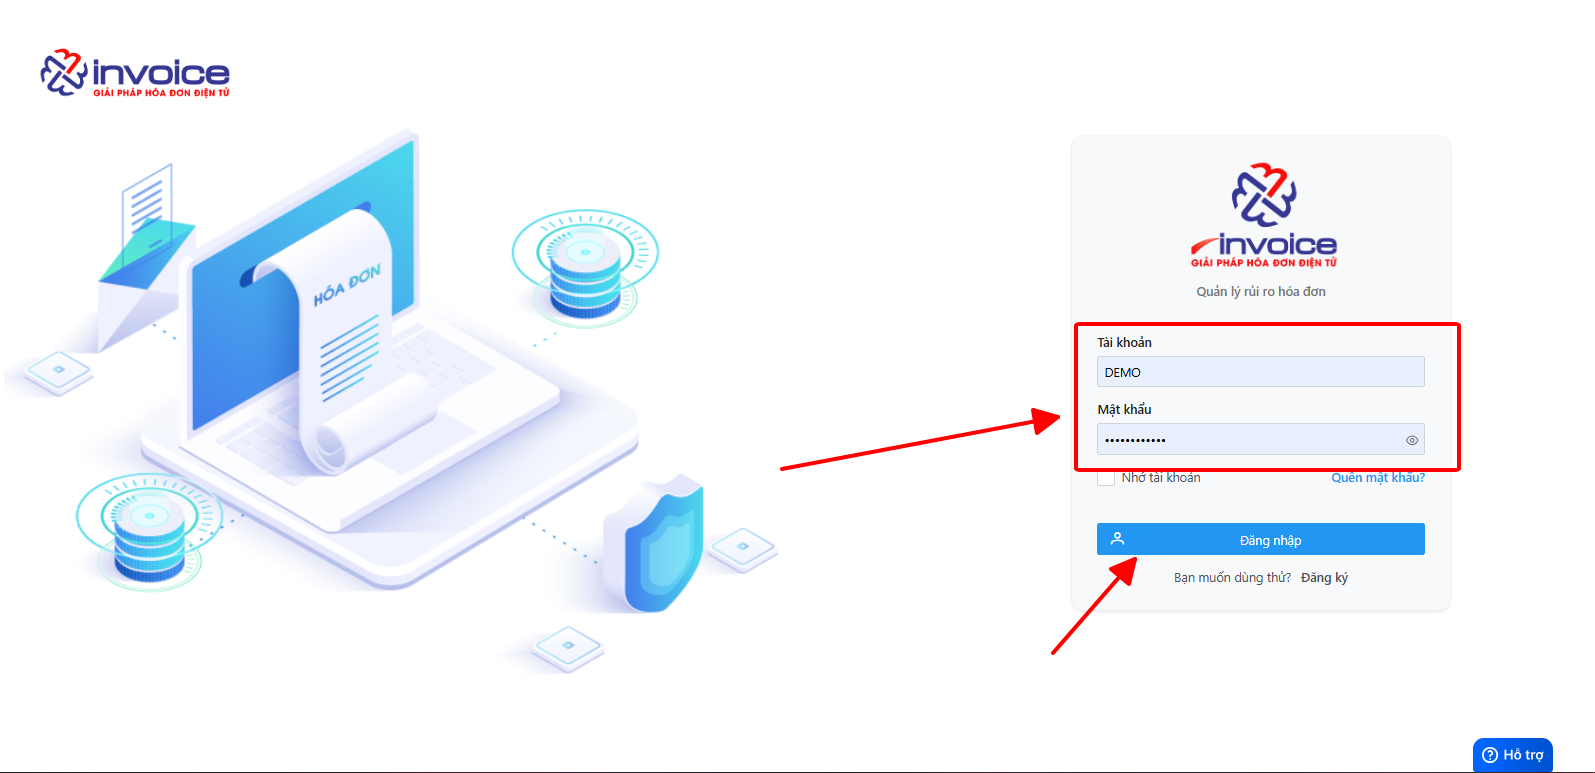 invoice
GIẢI PHÁP HÓA ĐƠN ĐIỆN TỬ
HÓA ĐƠN
invoice
GIẢI PHÁP HÓA ĐƠN ĐIỆN TỬ
Quản lý rủi ro hóa đơn
Tài khoản
DEMO
Mật khẩu
••••••••••••
Nhớ tài khoản
Quên mật khẩu?
Đăng nhập
Bạn muốn dùng thử? Đăng ký
Hỗ trợ